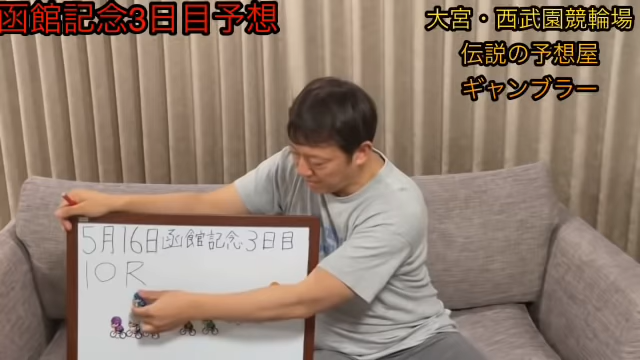 函館記念3日目予想
大宮・西武園競輪場
伝説の予想屋
ギャンブラー
5月16日函館記念3日目
10R